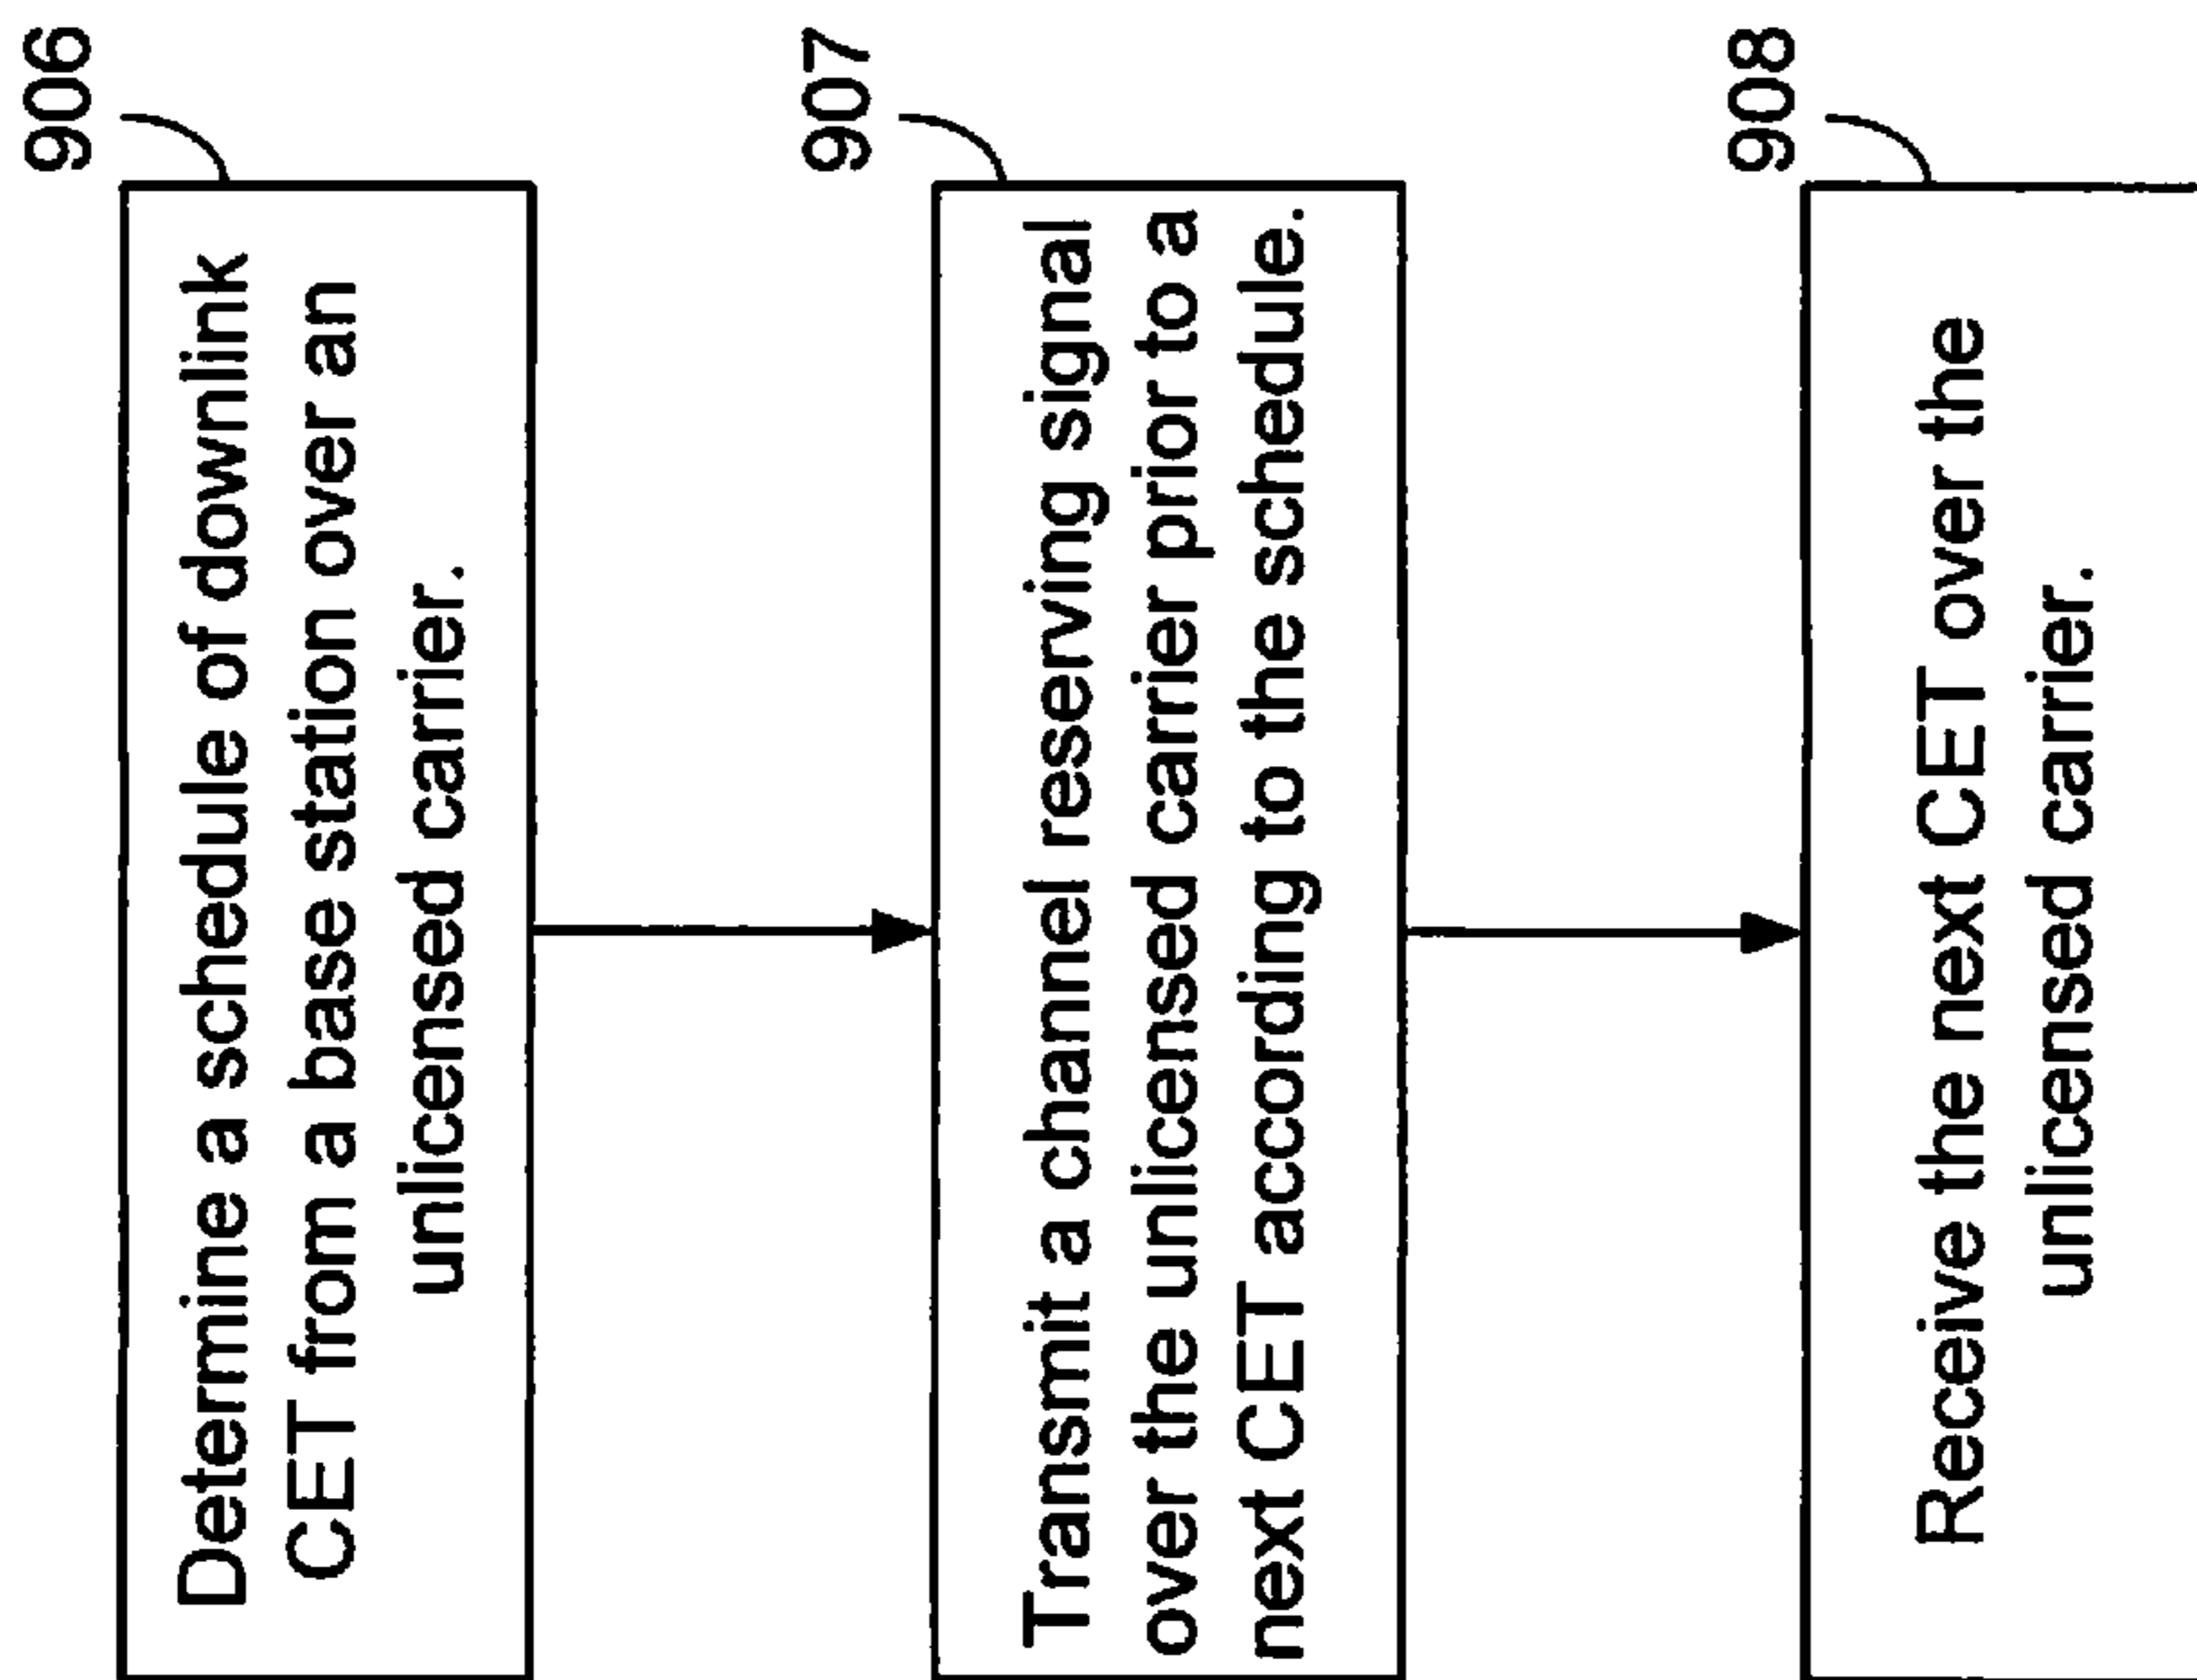 906
Determine a schedule of downlink
CET from a base station over an
unlicensed carrier.
907
Transmit a channel reserving signal
over the unlicensed carrier prior to a
next CET according to the schedule.
908
Receive the next CET over the
unlicensed carrier.